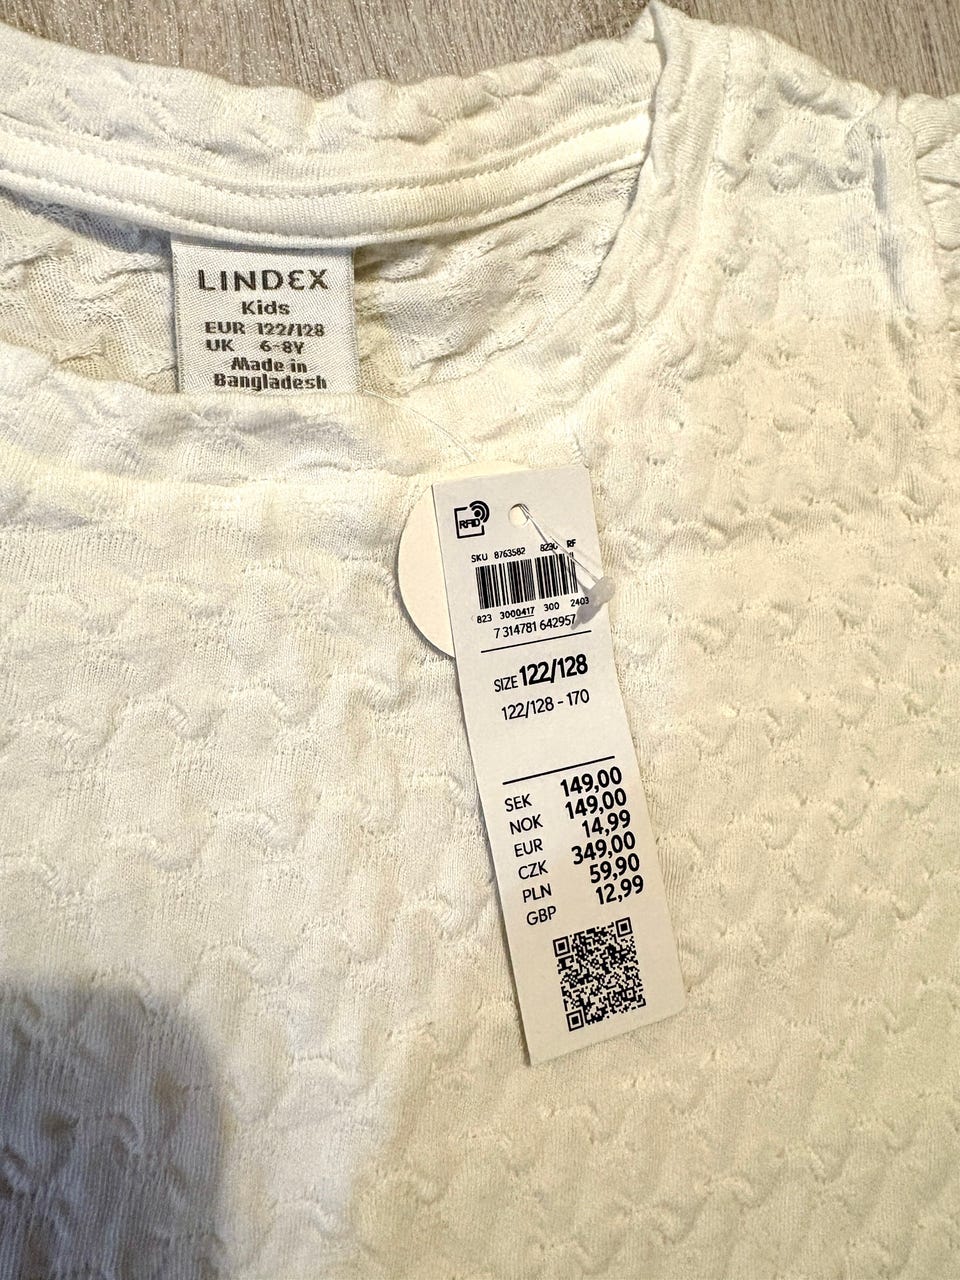 LINDEX
Kids
EUR 122/128
UK 6-8Y
Made in
Bangladesh
RFID
SKU 8763582 RF
823 3000417 300 2403
7 314781 642957
SIZE 122/128
122/128 - 170
SEK 149,00
NOK 149,00
EUR 14,99
CZK 349,00
PLN 59,90
GBP 12,99